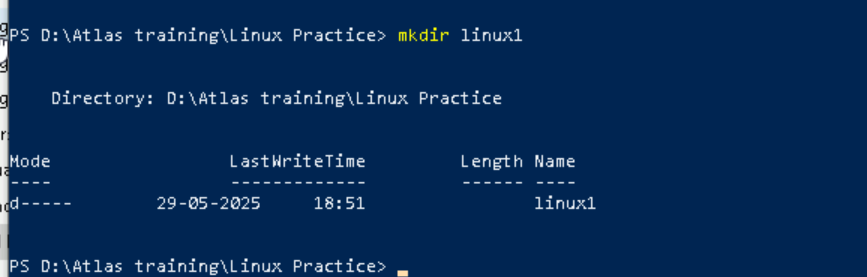 PS D:\Atlas training\Linux Practice> mkdir linux1
Directory: D:\Atlas training\Linux Practice
Mode LastWriteTime Length Name
---- ------------- ------ ----
d----- 29-05-2025 18:51 linux1
PS D:\Atlas training\Linux Practice>